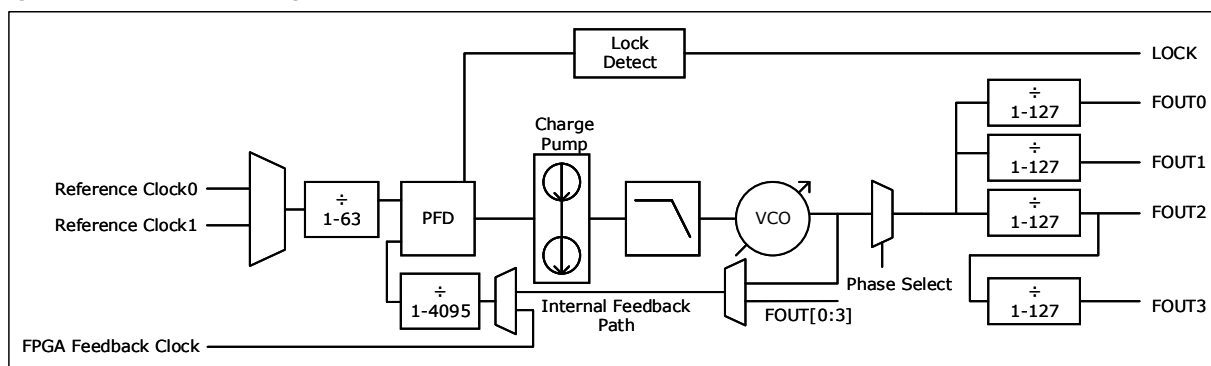 Lock
Detect
LOCK
÷
1-127
FOUT0
Charge
Pump
÷
1-127
FOUT1
Reference Clock0
Reference Clock1
÷
1-63
PFD
VCO
÷
1-127
FOUT2
Phase Select
÷
1-4095
Internal Feedback
Path
FOUT[0:3]
÷
1-127
FOUT3
FPGA Feedback Clock